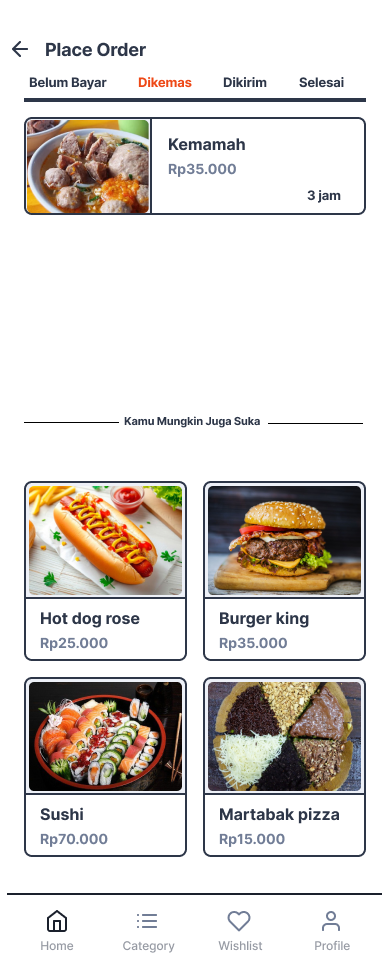 Place Order
Belum Bayar Dikemas Dikirim Selesai
Kemamah
Rp35.000
3 jam
Kamu Mungkin Juga Suka
Hot dog rose
Rp25.000
Burger king
Rp35.000
Sushi
Rp70.000
Martabak pizza
Rp15.000
Home Category Wishlist Profile